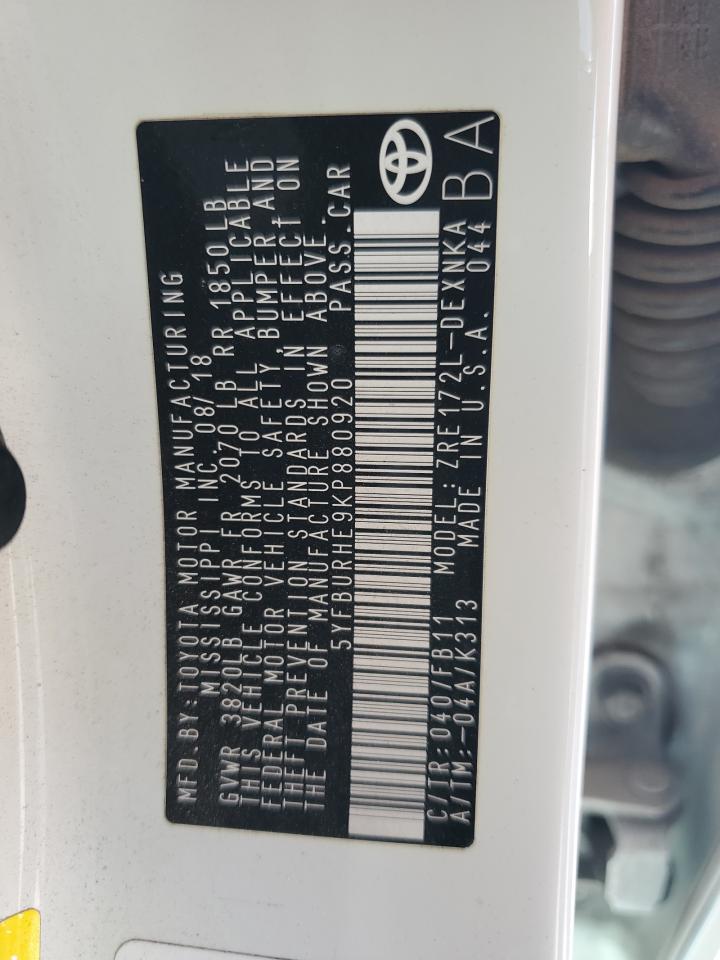 MFD.BY:TOYOTA MOTOR MANUFACTURING
MISSISSIPPI INC. 08/18
GVWR 3820LB GAWR FR 2070 LB RR 1850 LB
THIS VEHICLE CONFORMS TO ALL APPLICABLE
FEDERAL MOTOR VEHICLE SAFETY, BUMPER, AND
THEFT PREVENTION STANDARDS IN EFFECT ON
THE DATE OF MANUFACTURE SHOWN ABOVE.
5YFBURHE9KP880920 PASS.CAR
C/TR:040/FB11 MODEL:ZRE172L-DEXNKA
A/TM:-04A/K313 MADE IN U.S.A. 044
BA